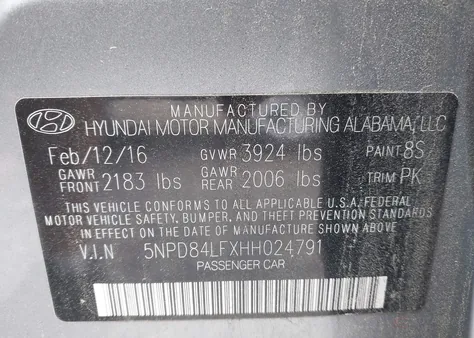 MANUFACTURED BY
HYUNDAI MOTOR MANUFACTURING ALABAMA, LLC
Feb/12/16 GVWR 3924 lbs PAINT 8S
GAWR FRONT 2183 lbs GAWR REAR 2006 lbs TRIM PK
THIS VEHICLE CONFORMS TO ALL APPLICABLE U.S.A. FEDERAL
MOTOR VEHICLE SAFETY, BUMPER, AND THEFT PREVENTION STANDARDS
IN EFFECT ON THE DATE OF MANUFACTURE SHOWN ABOVE.
V.I.N 5NPD84LFXHH024791
PASSENGER CAR